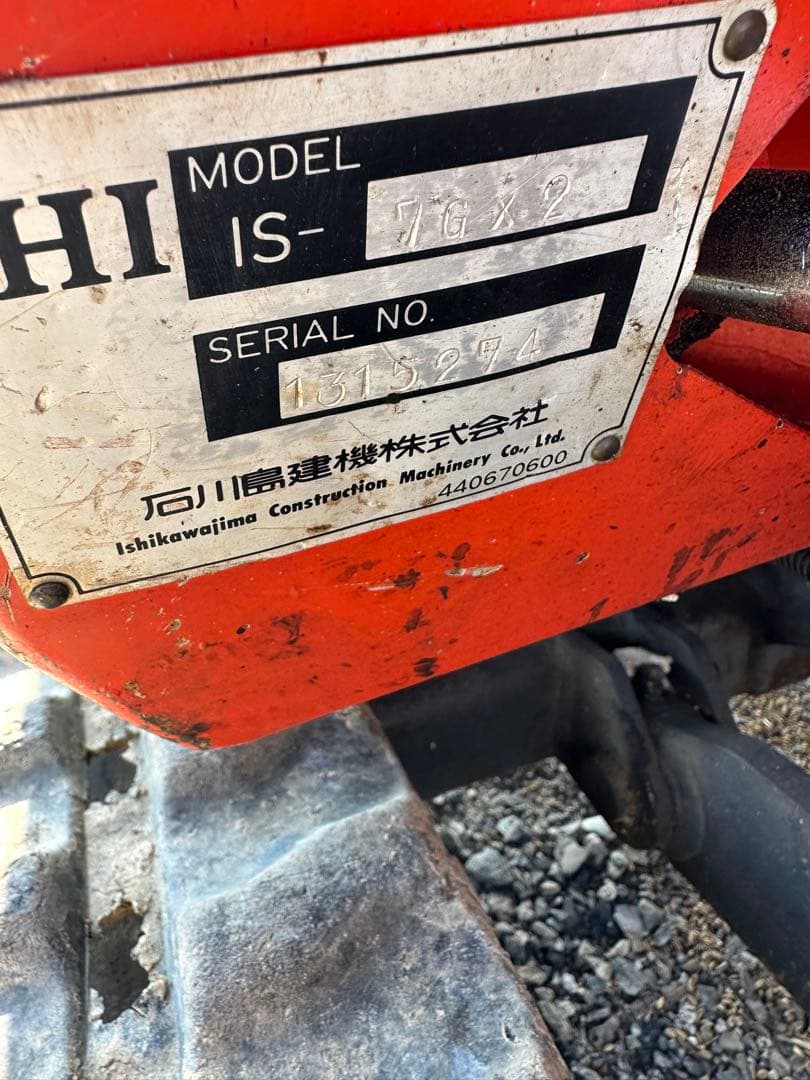 HI
MODEL
IS- 7GX2
SERIAL NO.
1315274
石川島建機株式会社
Ishikawajima Construction Machinery Co., Ltd.
440670600